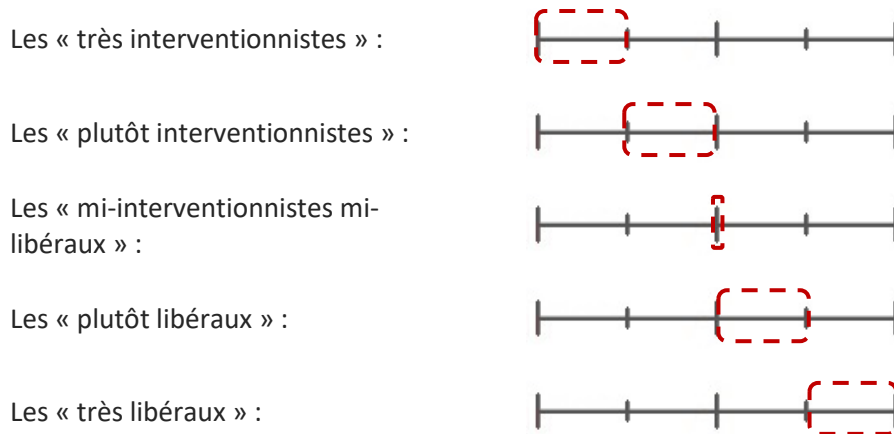 Les « très interventionnistes » :
Les « plutôt interventionnistes » :
Les « mi-interventionnistes mi-
libéraux » :
Les « plutôt libéraux » :
Les « très libéraux » :